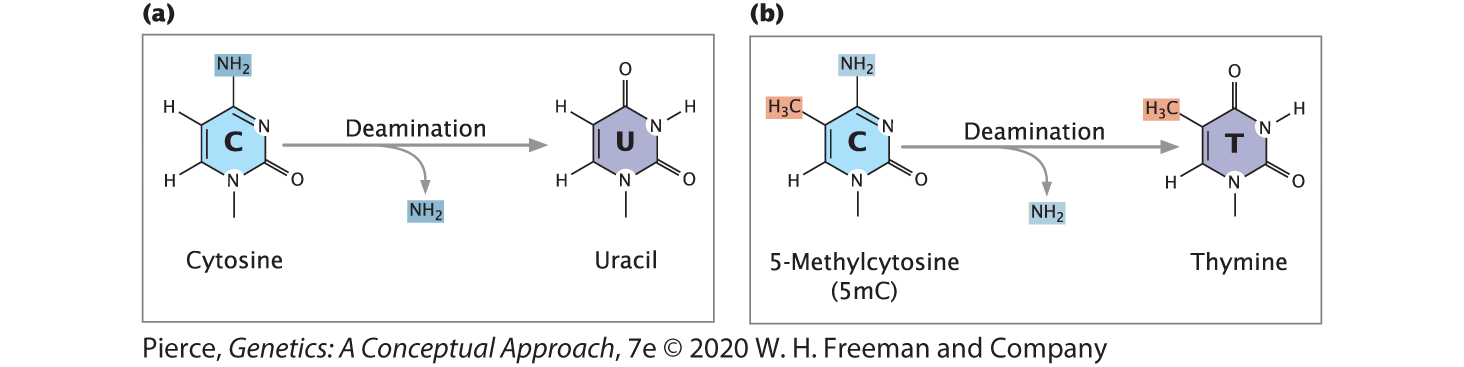 (a)
NH₂
H
N
C
H
N
O
Deamination
NH₂
O
H
N
H
U
H
N
O
Cytosine
Uracil
(b)
NH₂
H₃C
N
C
H
N
O
Deamination
NH₂
O
H₃C
N
H
T
H
N
O
5-Methylcytosine
(5mC)
Thymine
Pierce, Genetics: A Conceptual Approach, 7e © 2020 W. H. Freeman and Company